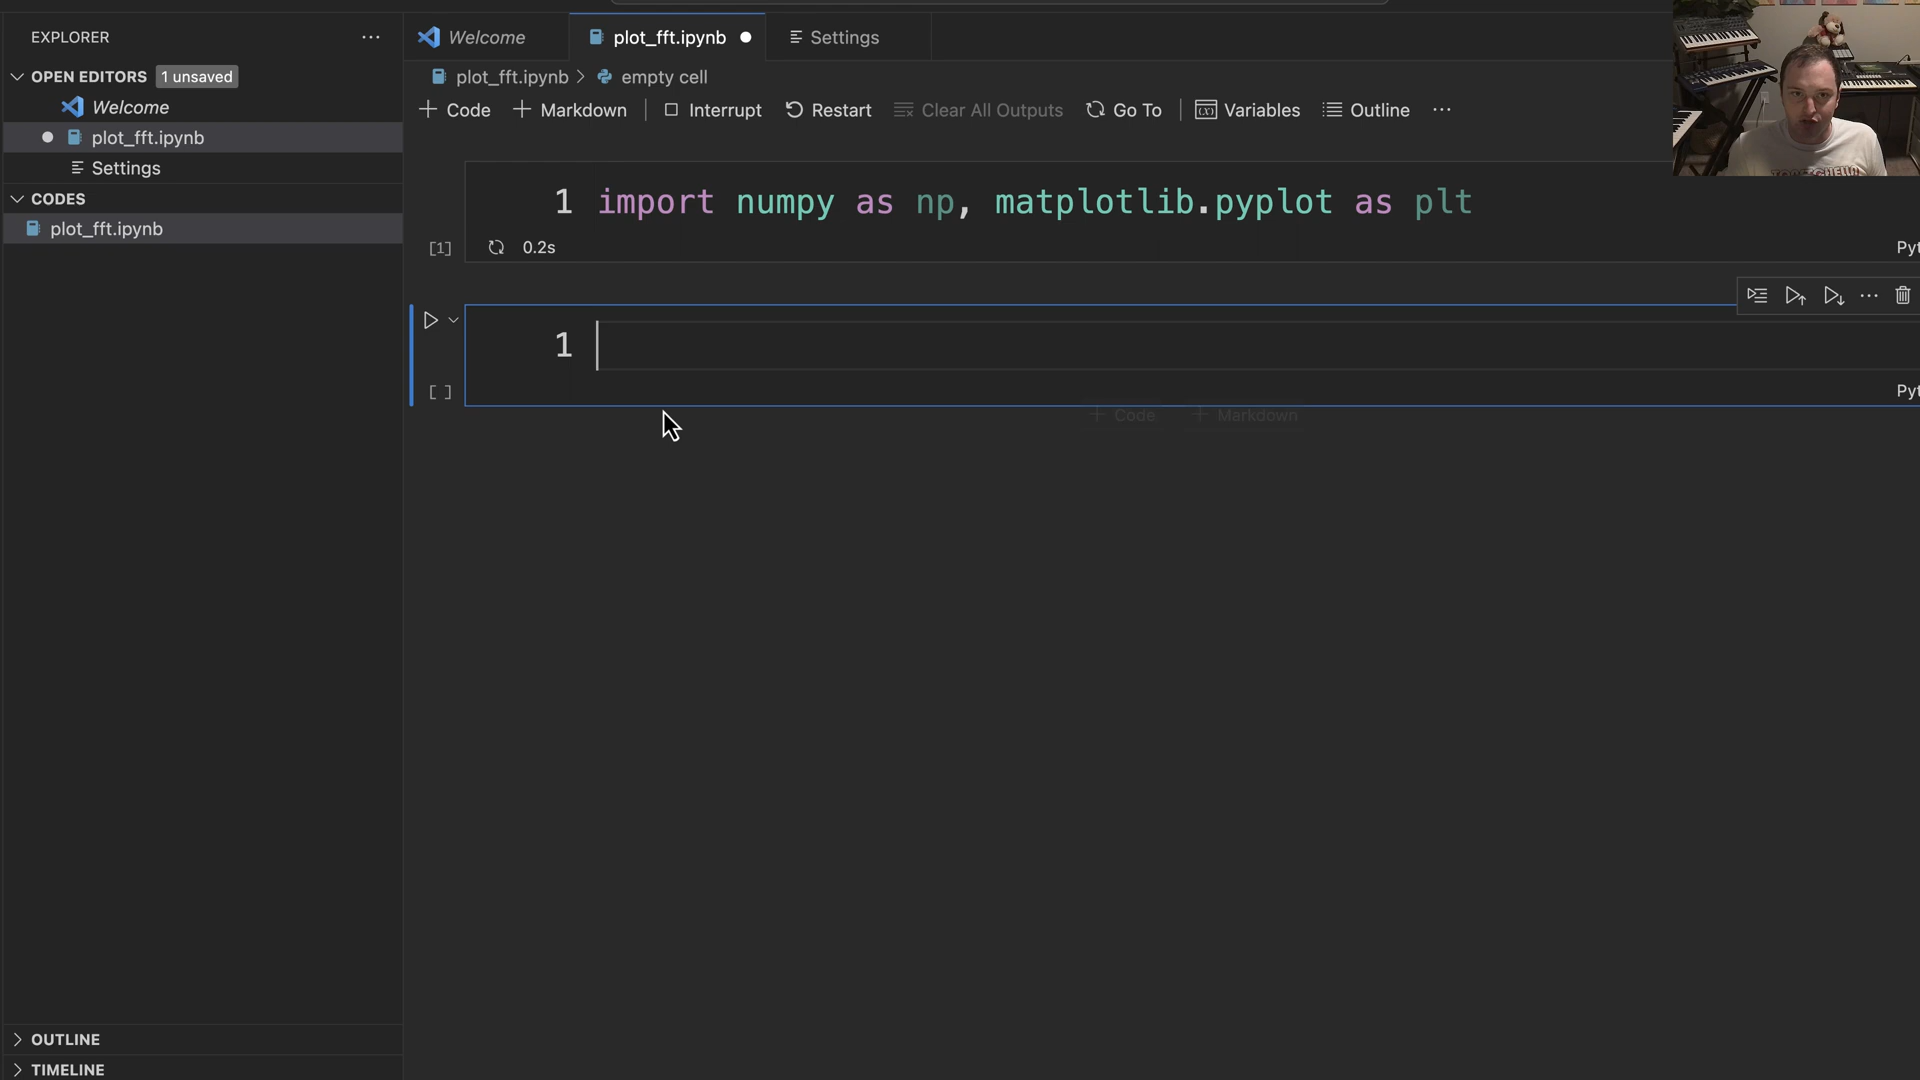 EXPLORER
OPEN EDITORS 1 unsaved
Welcome
plot_fft.ipynb
Settings
CODES
plot_fft.ipynb
OUTLINE
TIMELINE
Welcome
plot_fft.ipynb
Settings
plot_fft.ipynb > empty cell
+ Code + Markdown Interrupt Restart Clear All Outputs Go To Variables Outline ...
1 import numpy as np, matplotlib.pyplot as plt
[1] 0.2s
1
[ ]
+ Code + Markdown